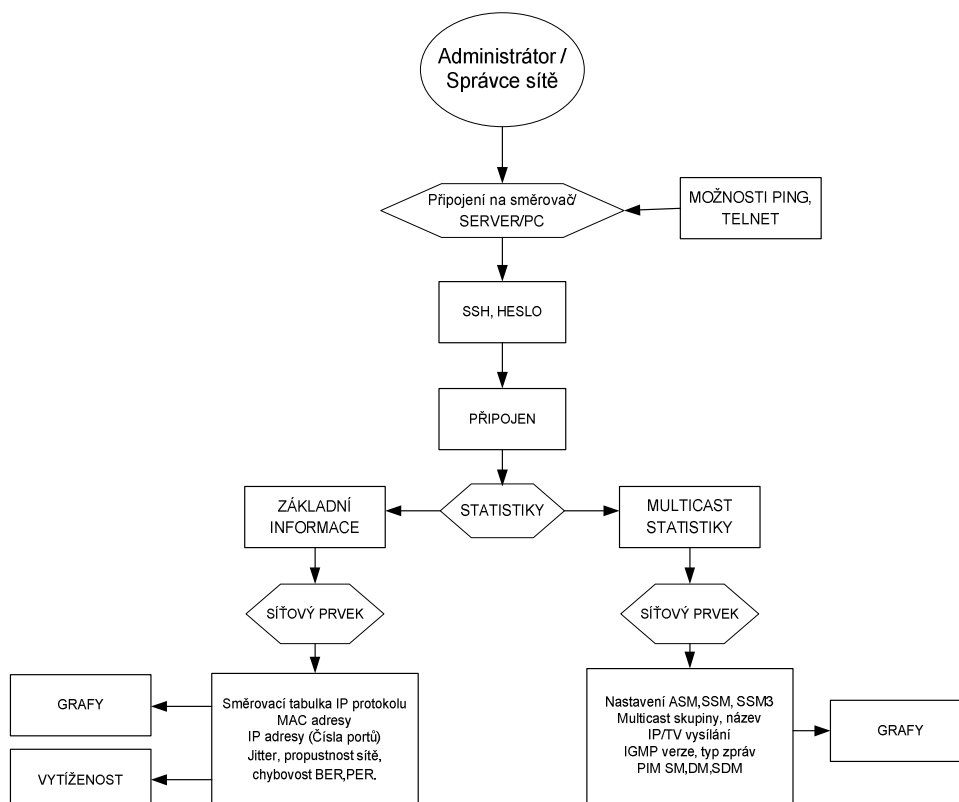 Administrátor /
Správce sítě
Připojení na směrovač/
SERVER/PC
MOŽNOSTI PING,
TELNET
SSH, HESLO
PŘIPOJEN
ZÁKLADNÍ
INFORMACE
STATISTIKY
MULTICAST
STATISTIKY
SÍŤOVÝ PRVEK
SÍŤOVÝ PRVEK
GRAFY
VYTÍŽENOST
Směrovací tabulka IP protokolu
MAC adresy
IP adresy (Čísla portů)
Jitter, propustnost sítě,
chybovost BER,PER.
Nastavení ASM,SSM, SSM3
Multicast skupiny, název
IP/TV vysílání
IGMP verze, typ zpráv
PIM SM,DM,SDM
GRAFY